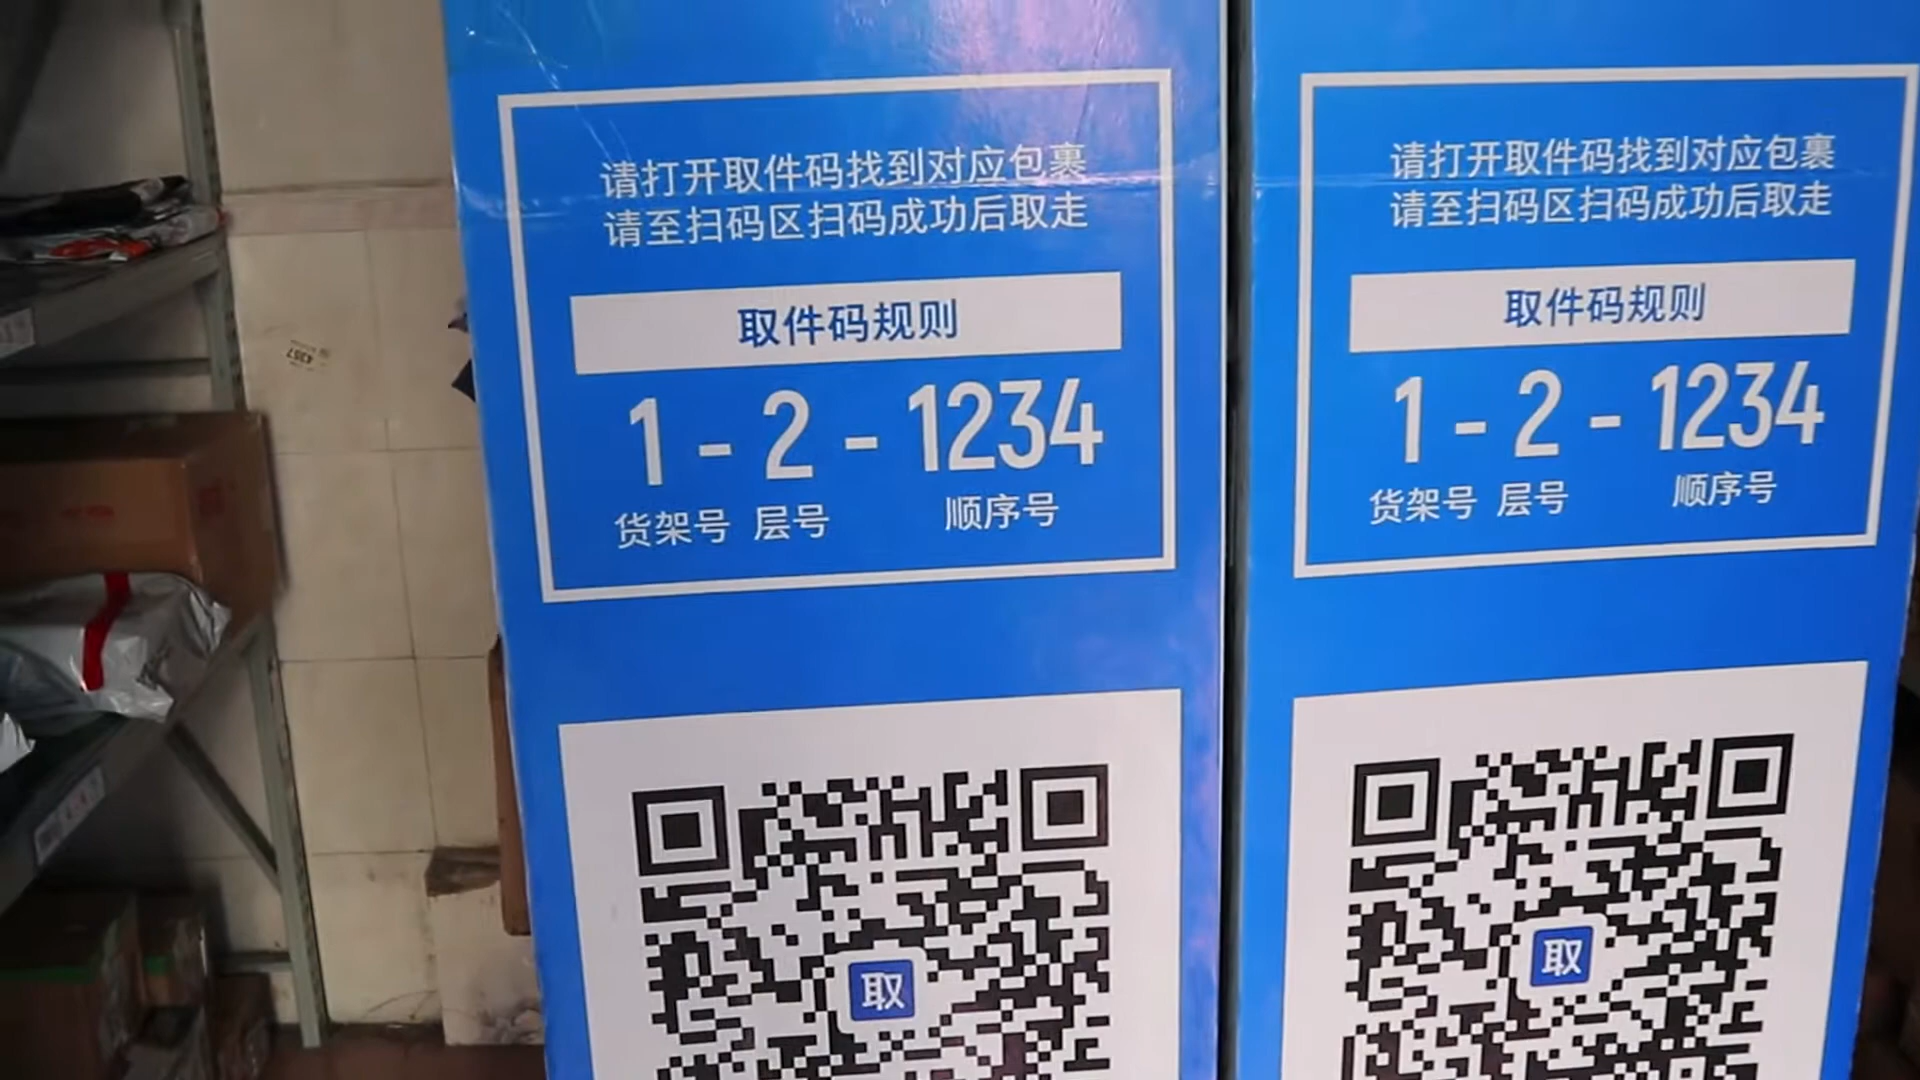 请打开取件码找到对应包裹
请至扫码区扫码成功后取走
取件码规则
1 - 2 - 1234
货架号 层号 顺序号
取
请打开取件码找到对应包裹
请至扫码区扫码成功后取走
取件码规则
1 - 2 - 1234
货架号 层号 顺序号
取
4357